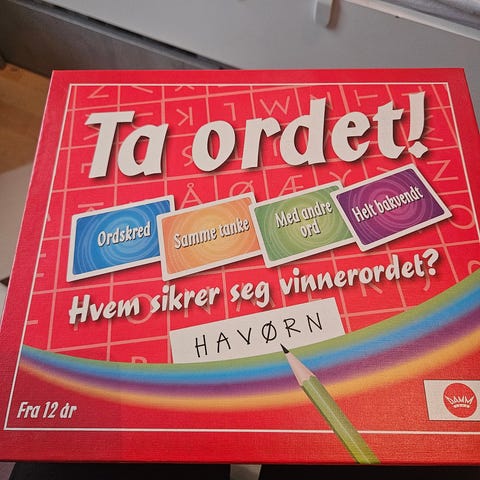 Ta ordet!
Ordskred
Samme tanke
Med andre
ord
Helt bakvendt
Hvem sikrer seg vinnerordet?
HAVØRN
Fra 12 år
DAMM